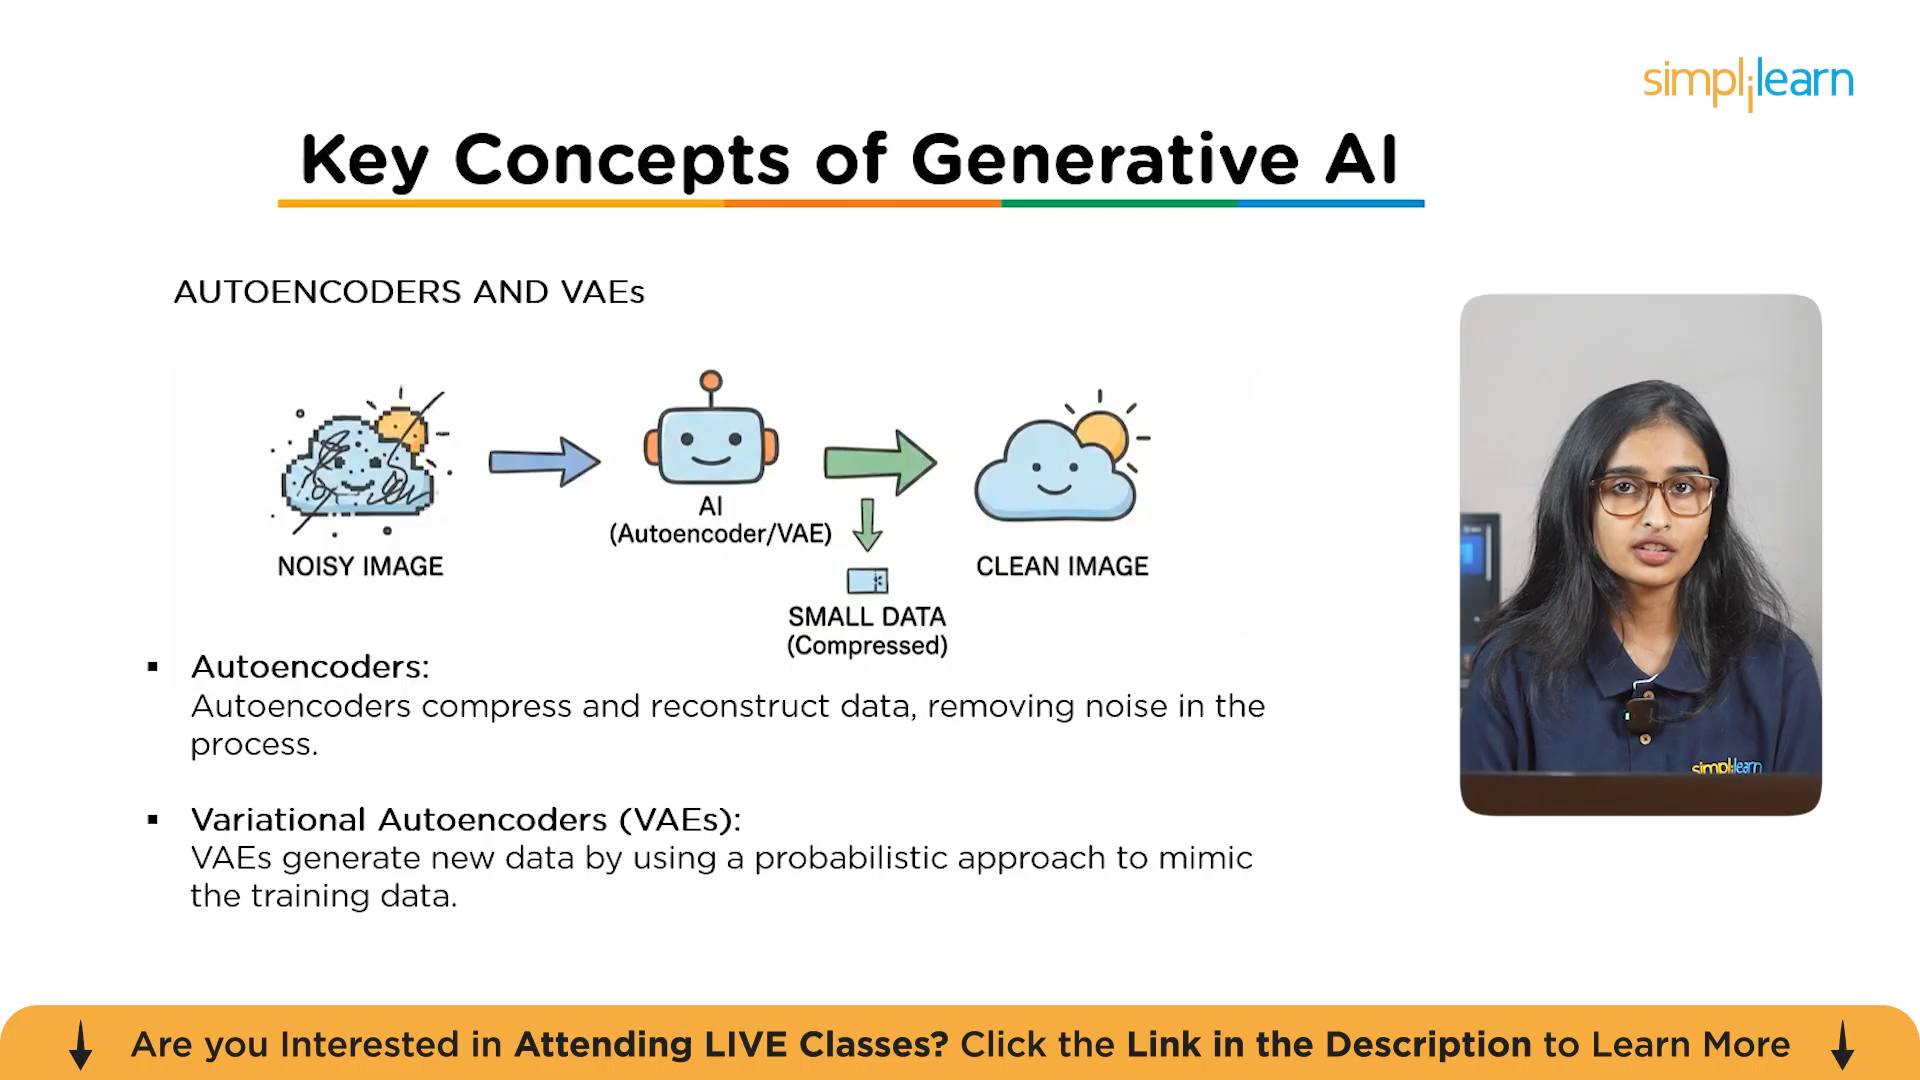 simplilearn
Key Concepts of Generative AI
AUTOENCODERS AND VAEs
NOISY IMAGE
AI
(Autoencoder/VAE)
SMALL DATA
(Compressed)
CLEAN IMAGE
▪ Autoencoders:
Autoencoders compress and reconstruct data, removing noise in the
process.
▪ Variational Autoencoders (VAEs):
VAEs generate new data by using a probabilistic approach to mimic
the training data.
simplilearn
Are you Interested in Attending LIVE Classes? Click the Link in the Description to Learn More